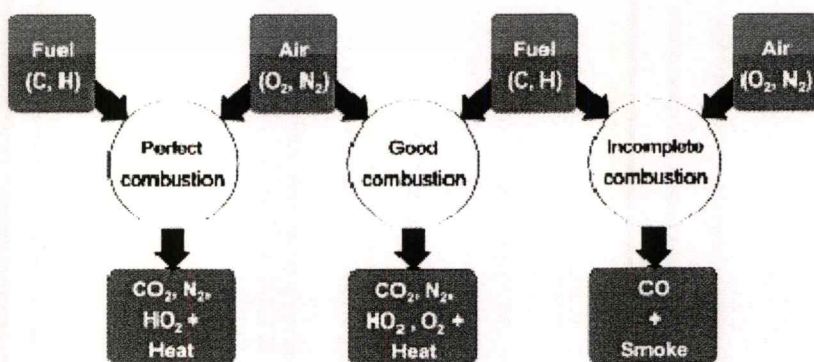 Fuel
(C, H)
Air
(O₂, N₂)
Fuel
(C, H)
Air
(O₂, N₂)
Perfect
combustion
Good
combustion
Incomplete
combustion
CO₂, N₂,
HO₂ +
Heat
CO₂, N₂,
HO₂, O₂ +
Heat
CO
+
Smoke